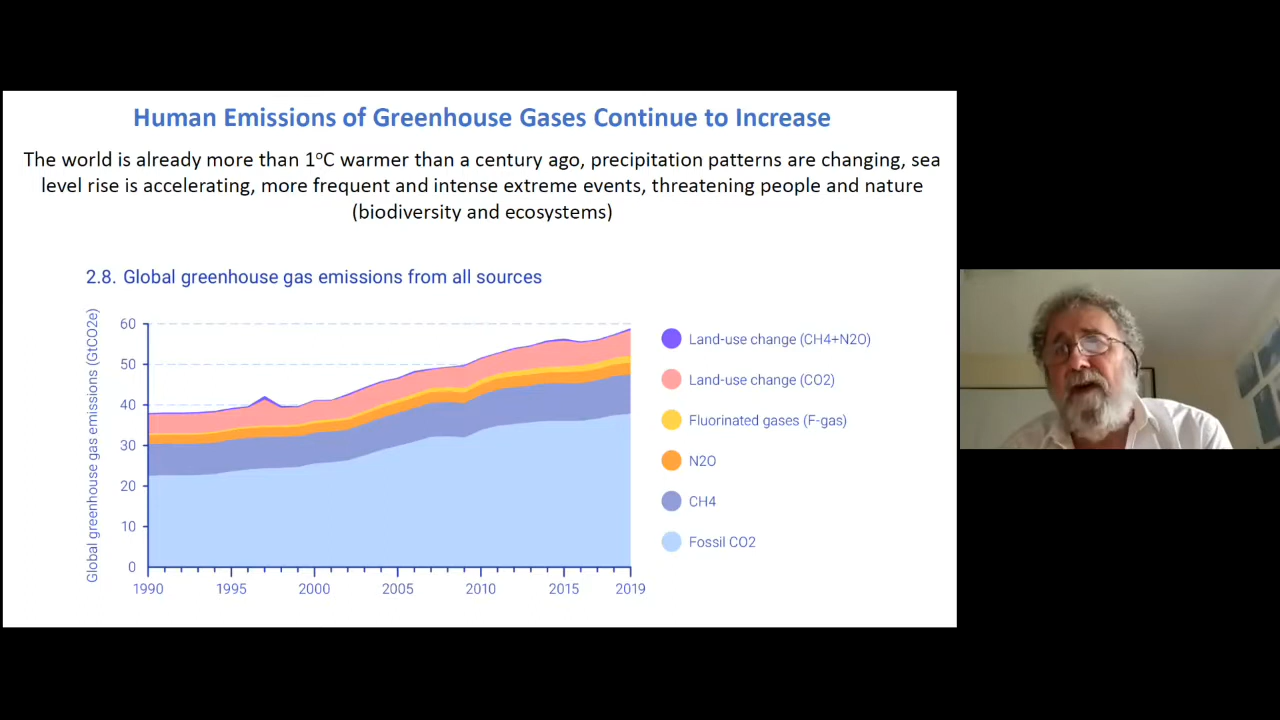 Human Emissions of Greenhouse Gases Continue to Increase
The world is already more than 1°C warmer than a century ago, precipitation patterns are changing, sea
level rise is accelerating, more frequent and intense extreme events, threatening people and nature
(biodiversity and ecosystems)
2.8. Global greenhouse gas emissions from all sources
Global greenhouse gas emissions (GtCO2e)
60
50
40
30
20
10
0
1990 1995 2000 2005 2010 2015 2019
Land-use change (CH4+N2O)
Land-use change (CO2)
Fluorinated gases (F-gas)
N2O
CH4
Fossil CO2